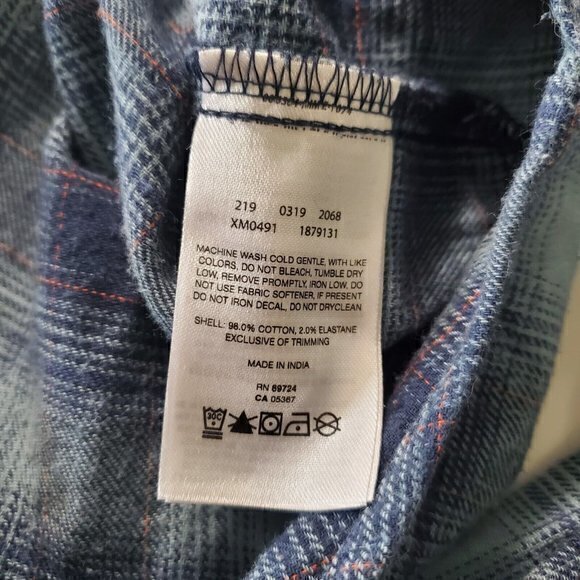 219 0319 2068
XM0491 1879131
MACHINE WASH COLD GENTLE, WITH LIKE
COLORS, DO NOT BLEACH, TUMBLE DRY
LOW, REMOVE PROMPTLY, IRON LOW, DO
NOT USE FABRIC SOFTENER, IF PRESENT
DO NOT IRON DECAL, DO NOT DRYCLEAN
SHELL: 98.0% COTTON, 2.0% ELASTANE
EXCLUSIVE OF TRIMMING
MADE IN INDIA
RN 69724
CA 05367
30C